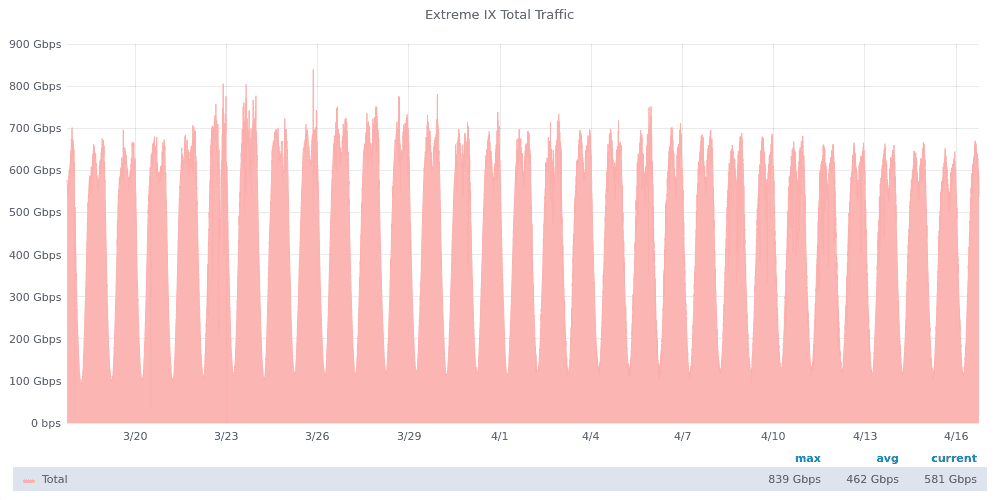 Extreme IX Total Traffic
900 Gbps
800 Gbps
700 Gbps
600 Gbps
500 Gbps
400 Gbps
300 Gbps
200 Gbps
100 Gbps
0 bps
3/20 3/23 3/26 3/29 4/1 4/4 4/7 4/10 4/13 4/16
max avg current
Total 839 Gbps 462 Gbps 581 Gbps